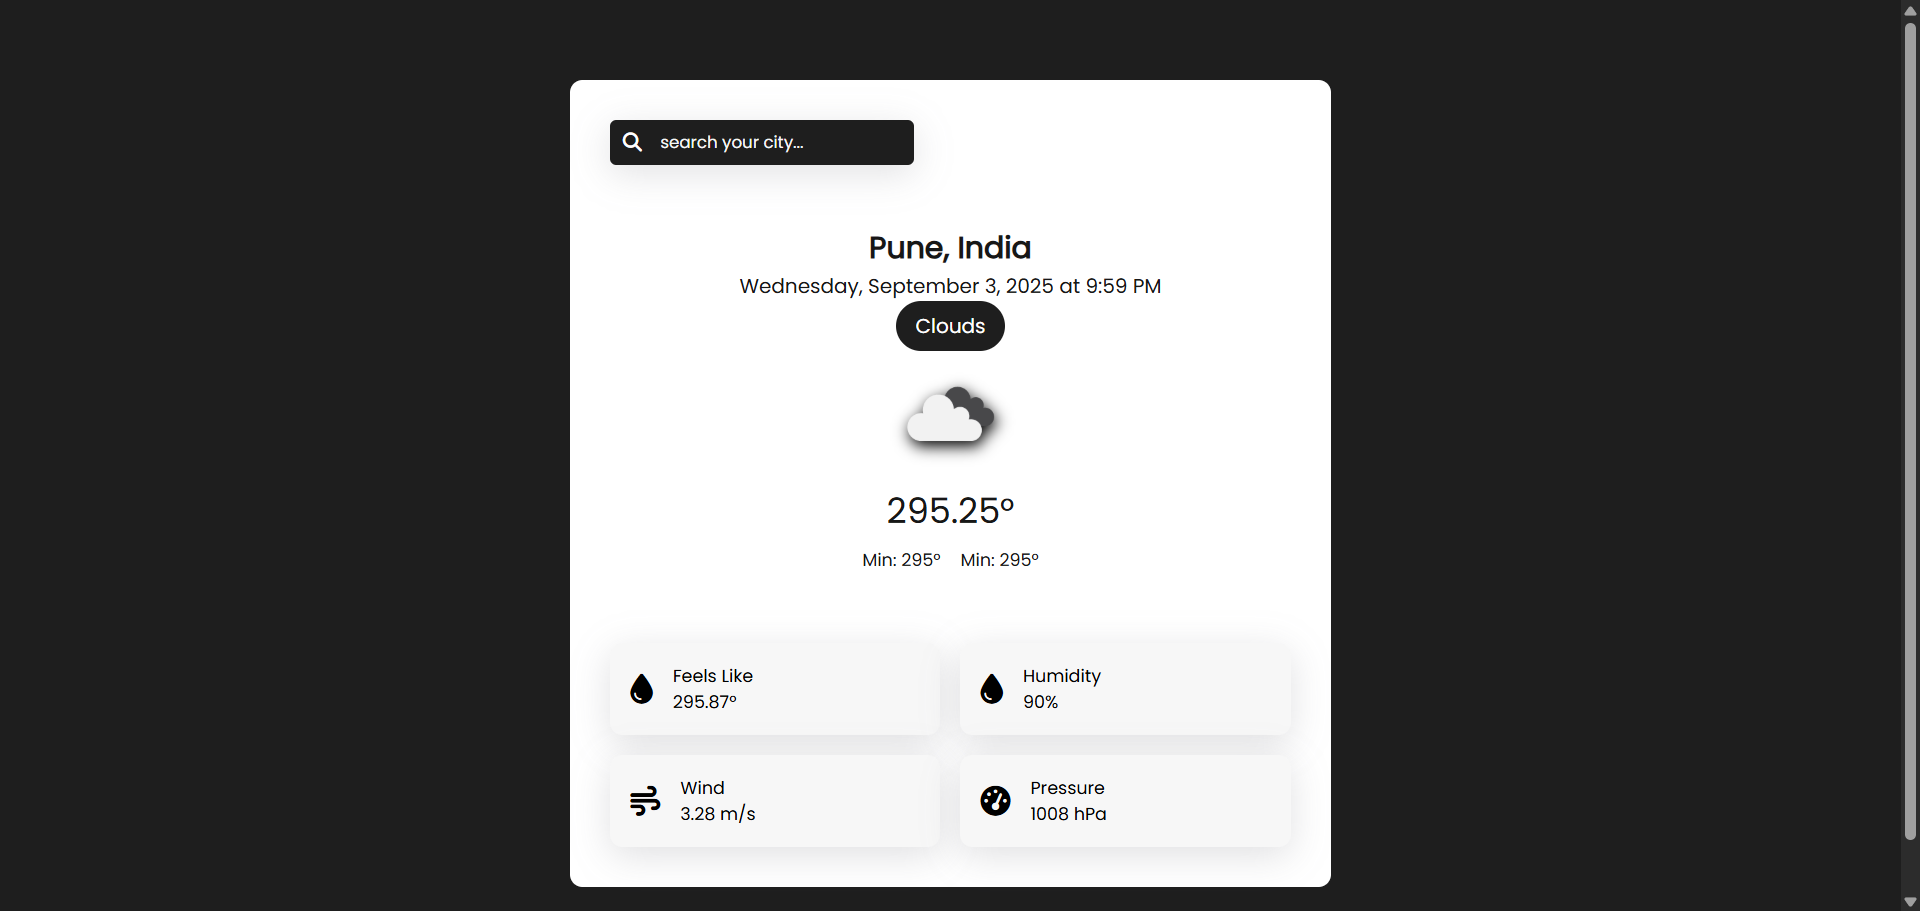 search your city...
Pune, India
Wednesday, September 3, 2025 at 9:59 PM
Clouds
295.25°
Min: 295° Min: 295°
Feels Like
295.87°
Humidity
90%
Wind
3.28 m/s
Pressure
1008 hPa